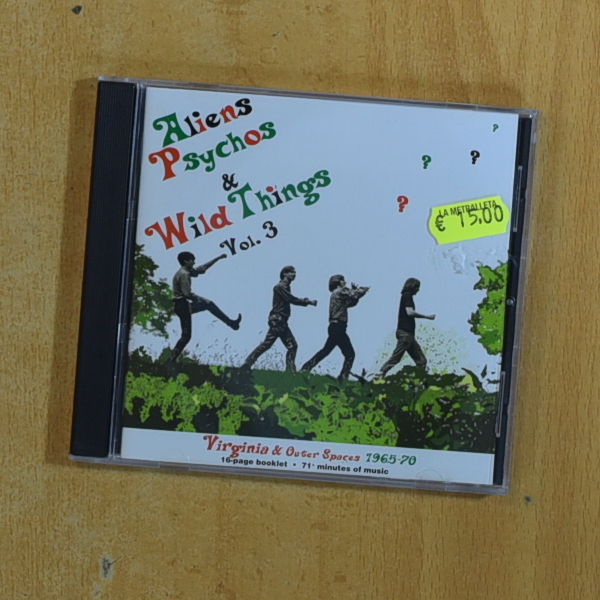 Aliens
Psychos
&
Wild Things
Vol. 3
?
?
?
?
LA METRALLETA
€ 15,00
Virginia & Outer Spaces 1965-70
16-page booklet • 71' minutes of music